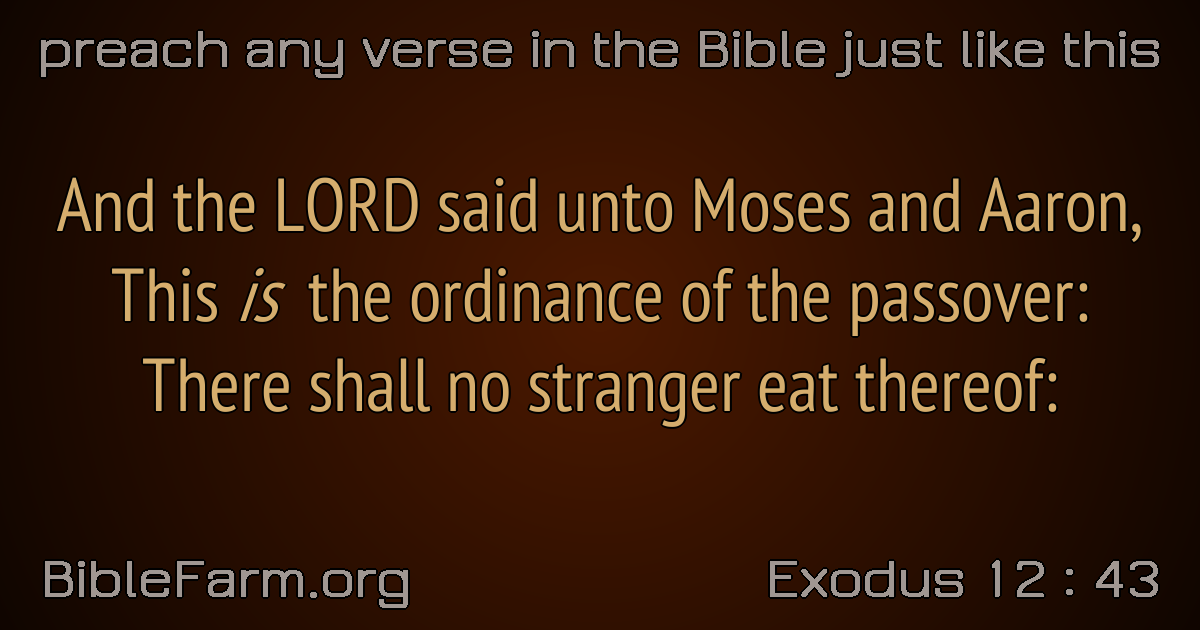 preach any verse in the Bible just like this
And the LORD said unto Moses and Aaron,
This is the ordinance of the passover:
There shall no stranger eat thereof:
BibleFarm.org
Exodus 12 : 43